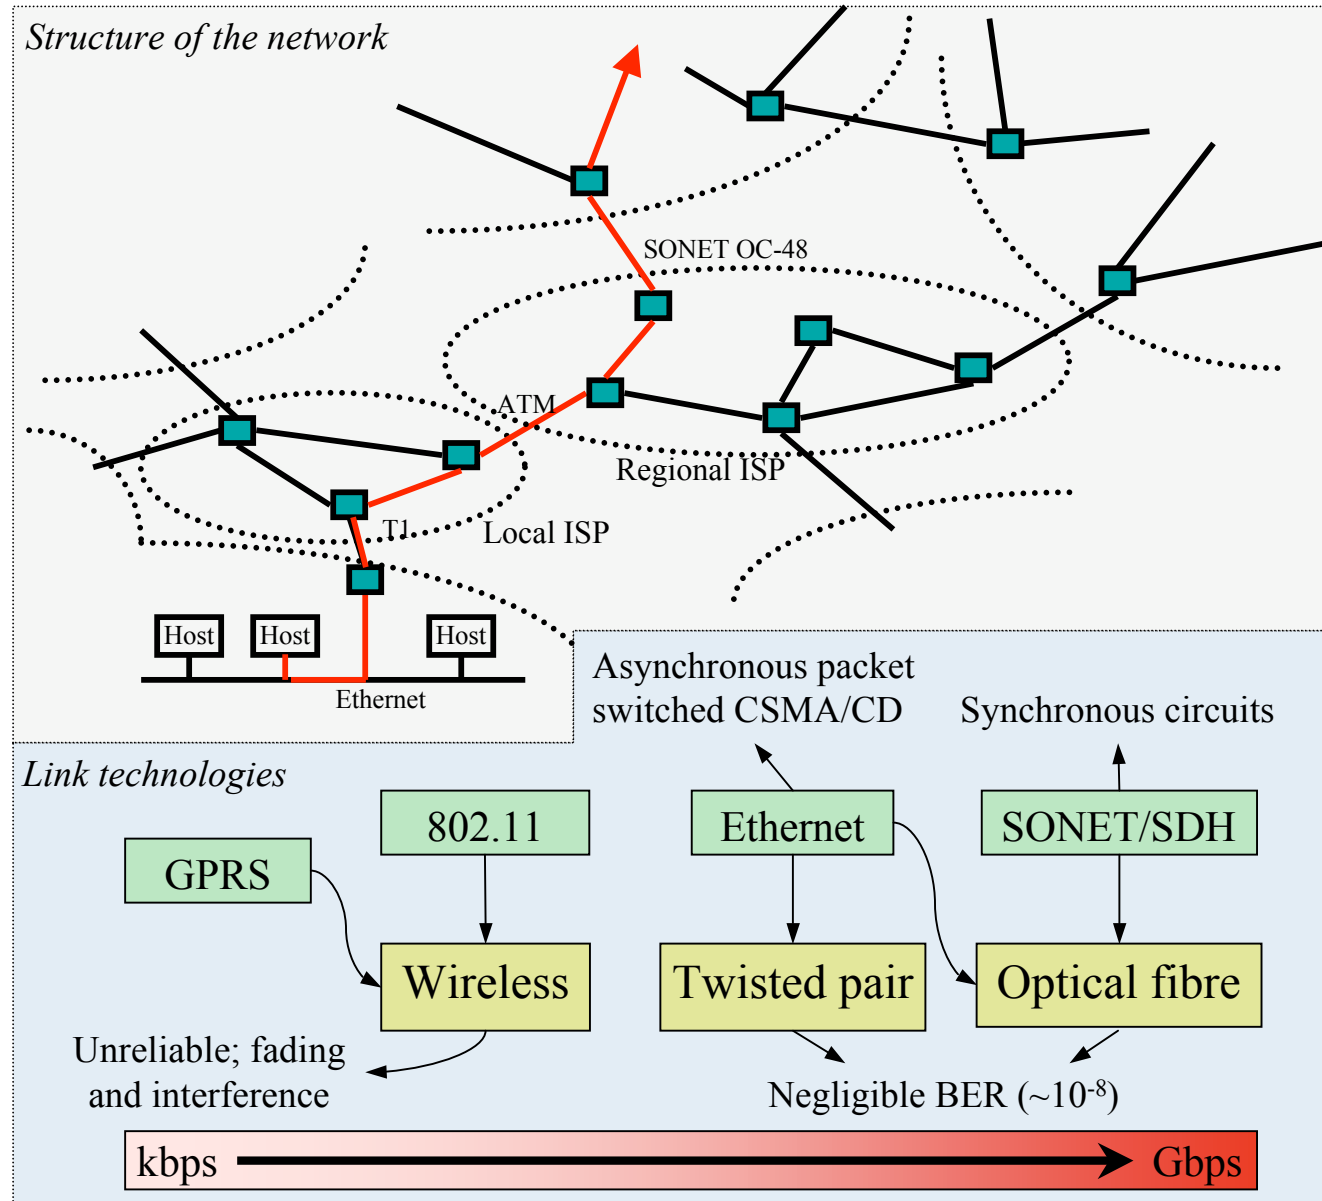 Structure of the network
SONET OC-48
ATM
Regional ISP
T1
Local ISP
Host
Host
Host
Ethernet
Asynchronous packet
switched CSMA/CD
Synchronous circuits
Link technologies
802.11
Ethernet
SONET/SDH
GPRS
Wireless
Twisted pair
Optical fibre
Unreliable; fading
and interference
Negligible BER (~10⁻⁸)
kbps
Gbps